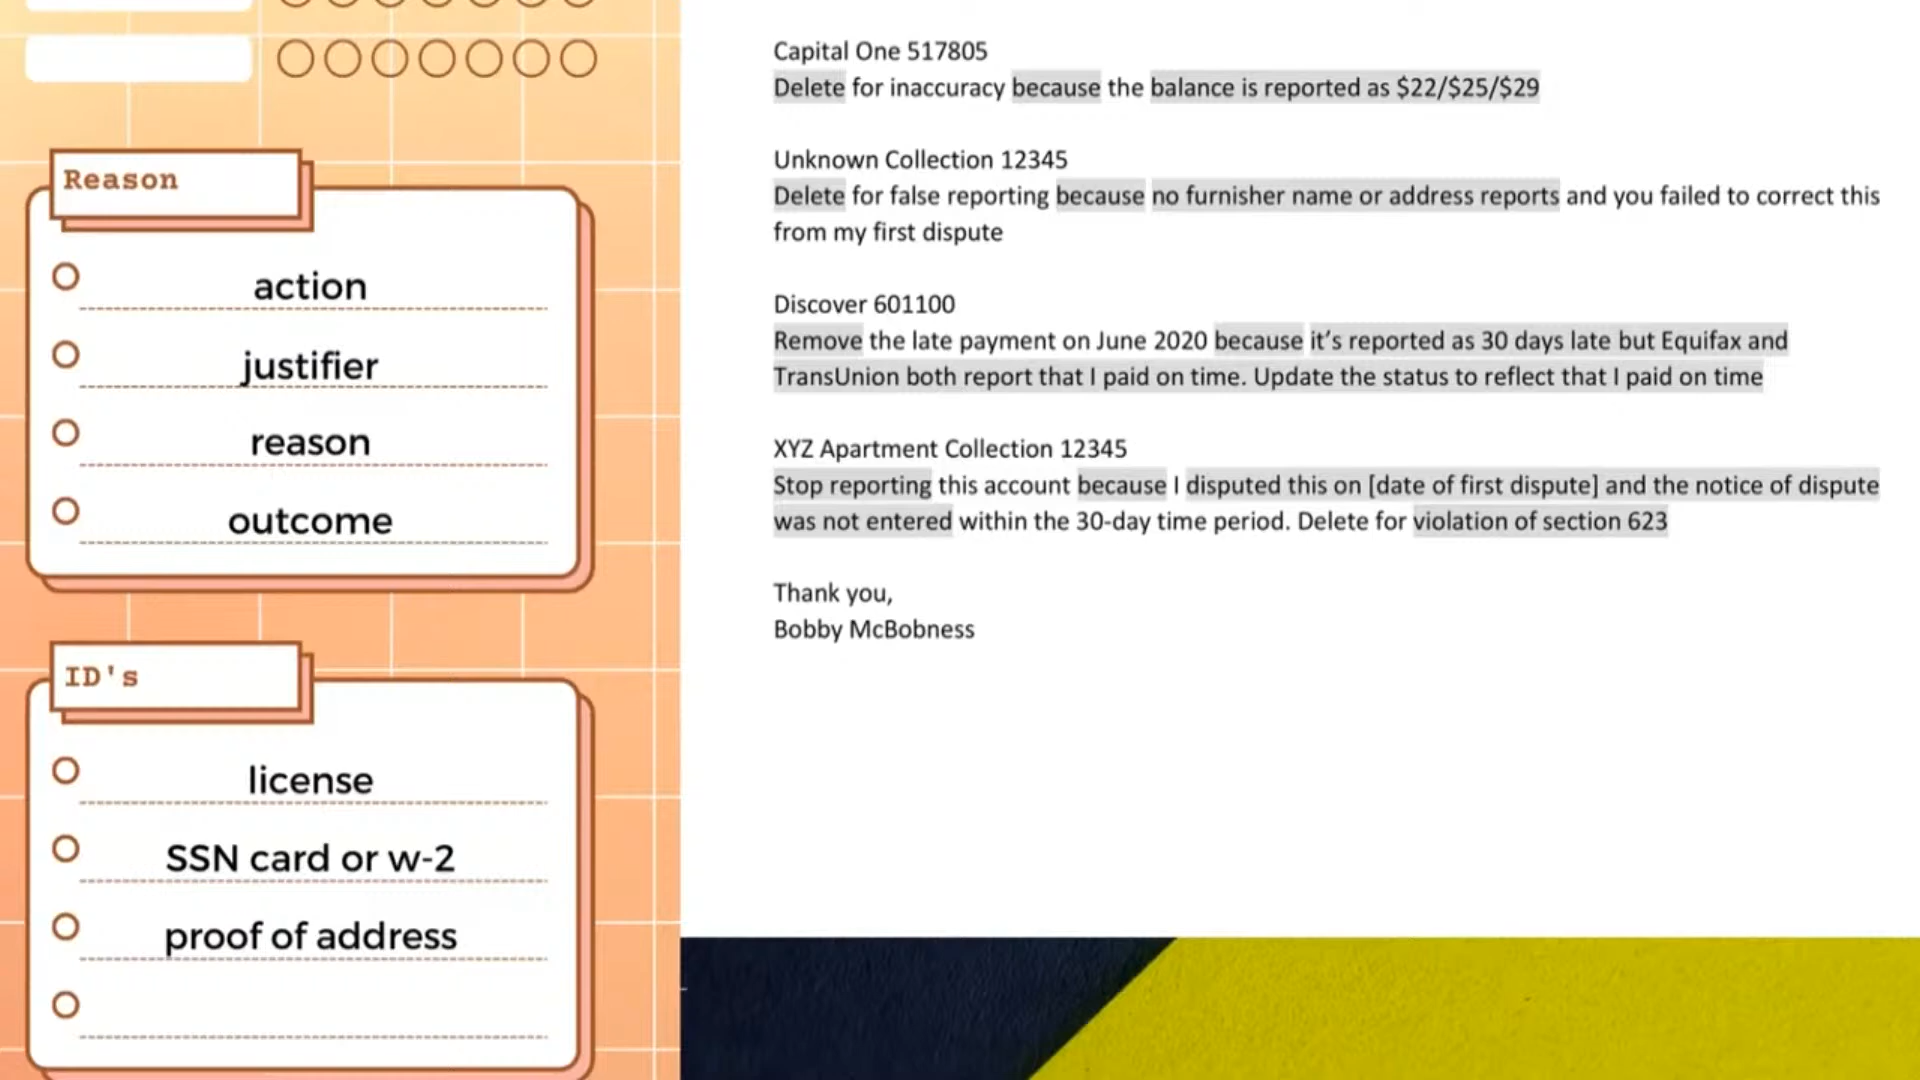 Reason
action
justifier
reason
outcome
ID's
license
SSN card or w-2
proof of address
Capital One 517805
Delete for inaccuracy because the balance is reported as $22/$25/$29
Unknown Collection 12345
Delete for false reporting because no furnisher name or address reports and you failed to correct this
from my first dispute
Discover 601100
Remove the late payment on June 2020 because it’s reported as 30 days late but Equifax and
TransUnion both report that I paid on time. Update the status to reflect that I paid on time
XYZ Apartment Collection 12345
Stop reporting this account because I disputed this on [date of first dispute] and the notice of dispute
was not entered within the 30-day time period. Delete for violation of section 623
Thank you,
Bobby McBobness